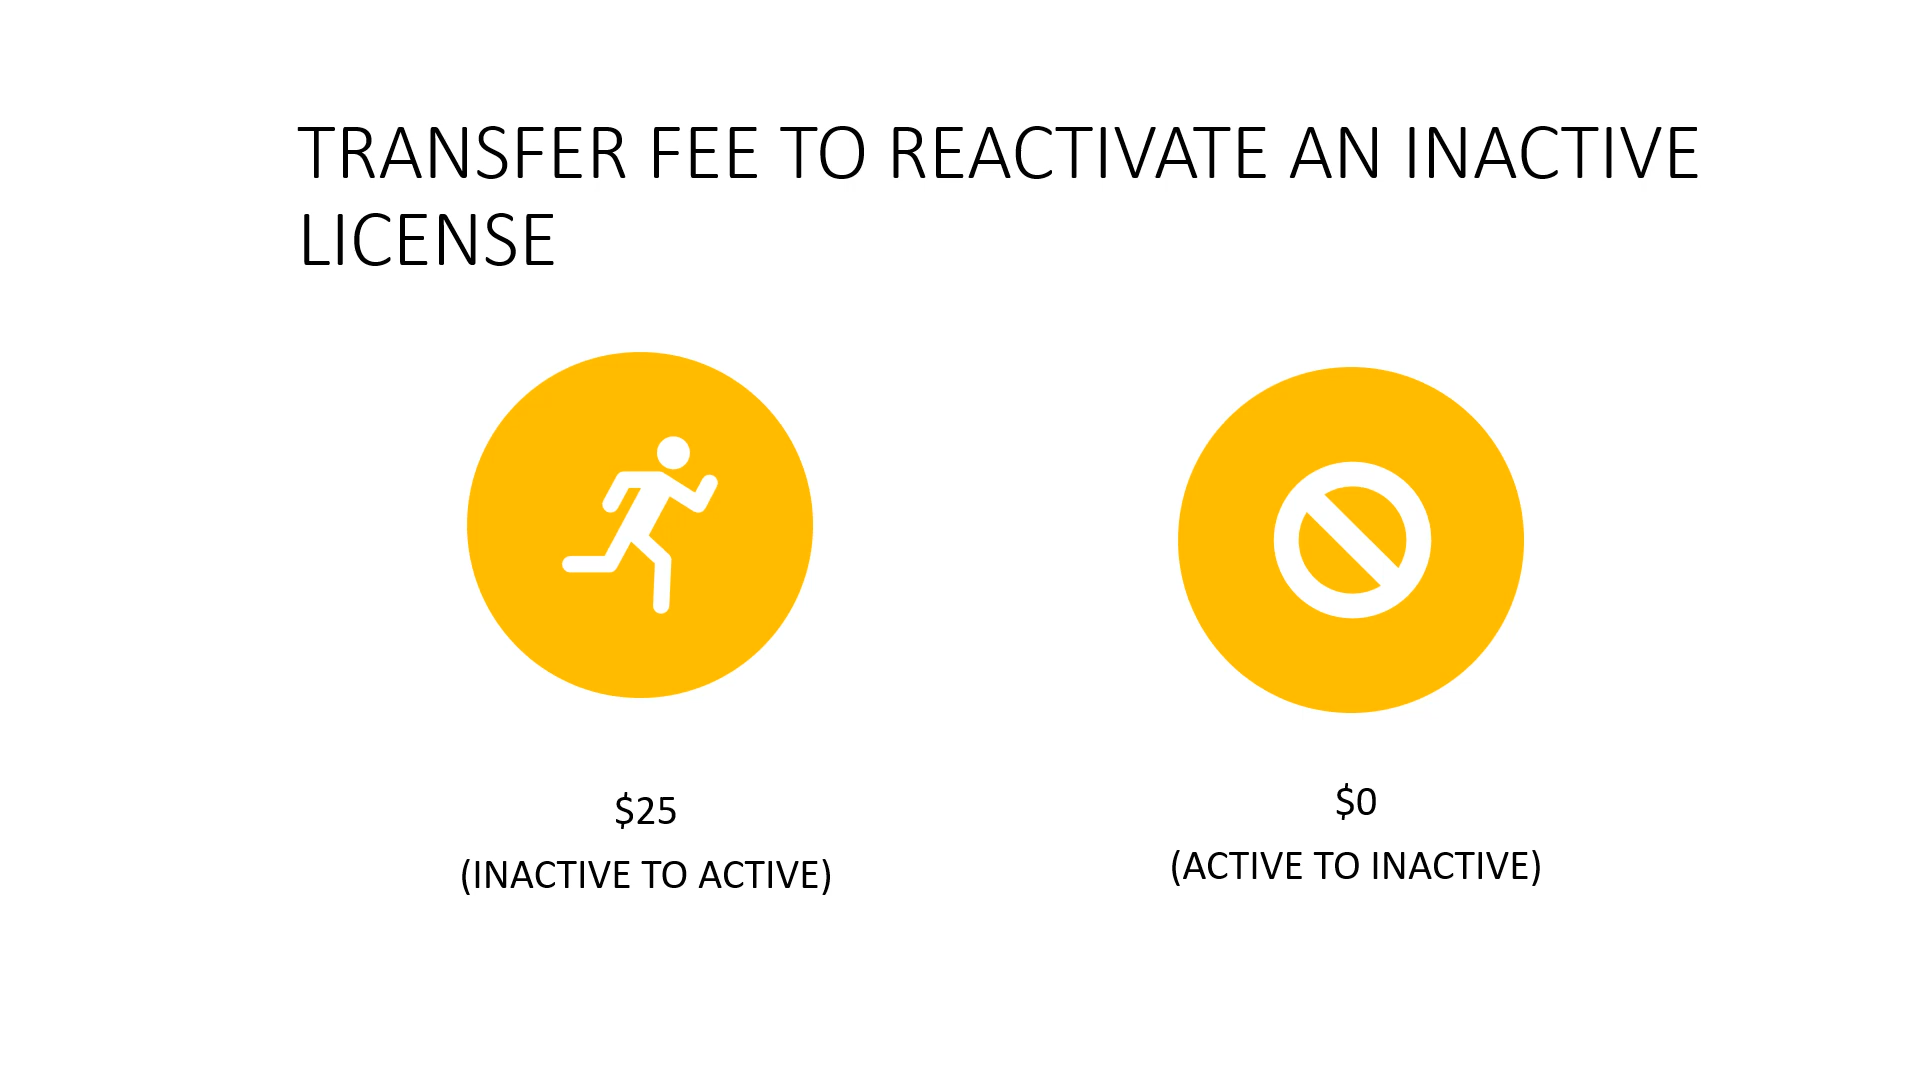 TRANSFER FEE TO REACTIVATE AN INACTIVE
LICENSE
$25
(INACTIVE TO ACTIVE)
$0
(ACTIVE TO INACTIVE)